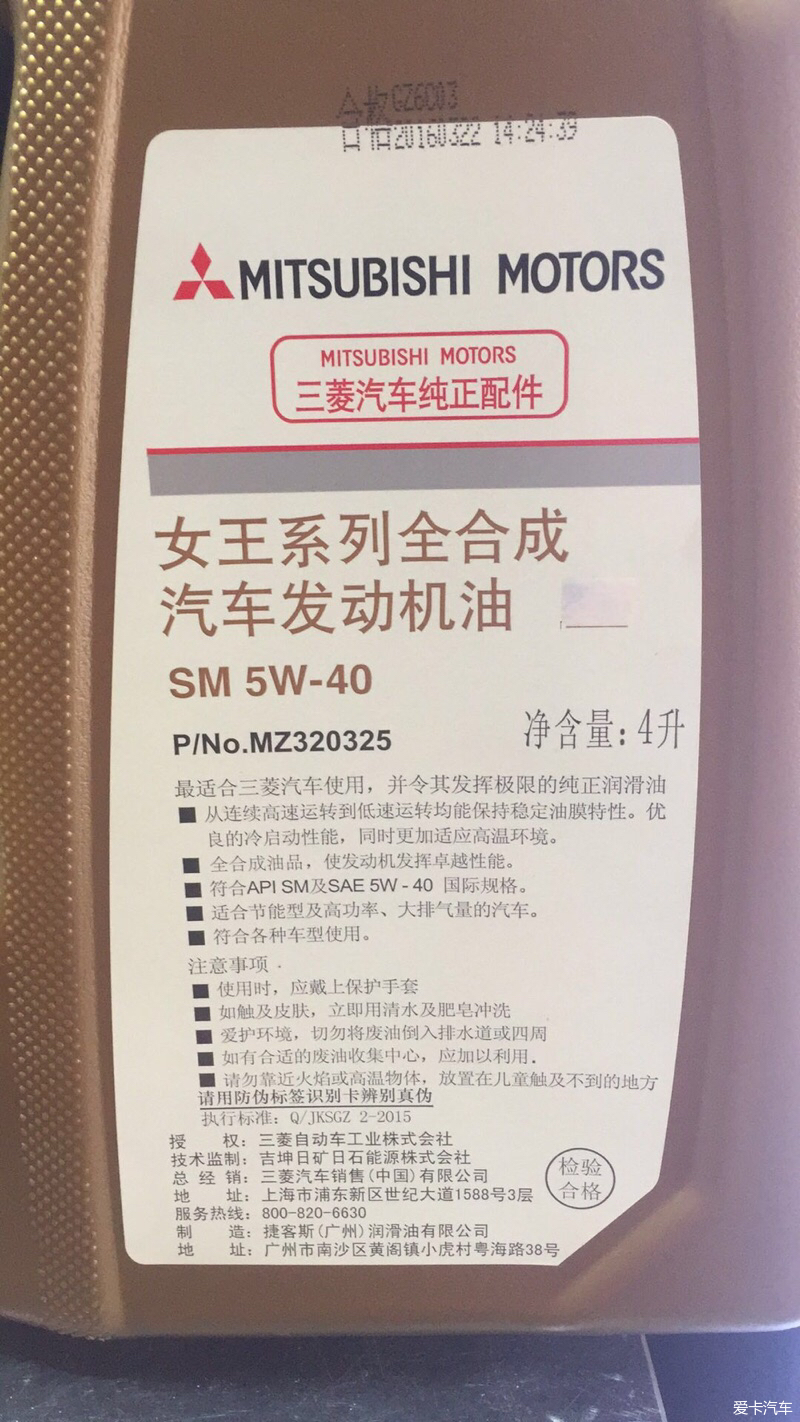 合格GZ6C03
日格20160322 14:24:39
MITSUBISHI MOTORS
MITSUBISHI MOTORS
三菱汽车纯正配件
女王系列全合成
汽车发动机油
SM 5W-40
P/No.MZ320325
净含量：4升
最适合三菱汽车使用，并令其发挥极限的纯正润滑油
■ 从连续高速运转到低速运转均能保持稳定油膜特性。优
良的冷启动性能，同时更加适应高温环境。
■ 全合成油品，使发动机发挥卓越性能。
■ 符合API SM及SAE 5W - 40 国际规格。
■ 适合节能型及高功率、大排气量的汽车。
■ 符合各种车型使用。
注意事项.
■ 使用时，应戴上保护手套
■ 如触及皮肤，立即用清水及肥皂冲洗
■ 爱护环境，切勿将废油倒入排水道或四周
■ 如有合适的废油收集中心，应加以利用.
■ 请勿靠近火焰或高温物体，放置在儿童触及不到的地方
请用防伪标签识别卡辨别真伪
执行标准：Q/JKSGZ 2-2015
授 权：三菱自动车工业株式会社
技术监制：吉坤日矿日石能源株式会社
总 经 销：三菱汽车销售(中国)有限公司
地 址：上海市浦东新区世纪大道1588号3层
服务热线：800-820-6630
制 造：捷客斯(广州)润滑油有限公司
地 址：广州市南沙区黄阁镇小虎村粤海路38号
检验
合格
爱卡汽车